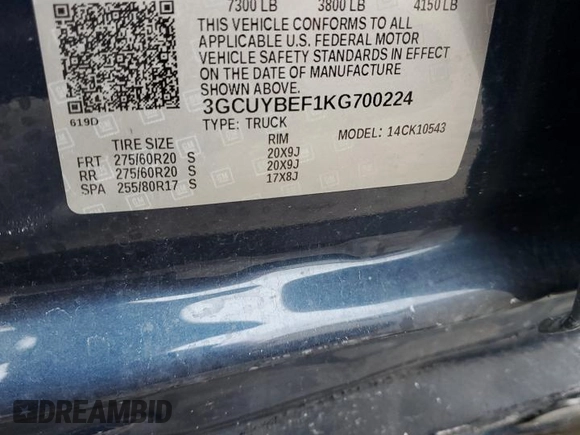 7300 LB 3800 LB 4150 LB
THIS VEHICLE CONFORMS TO ALL
APPLICABLE U.S. FEDERAL MOTOR
VEHICLE SAFETY STANDARDS IN EFFECT
ON THE DATE OF MANUFACTURE.
3GCUYBEF1KG700224
TYPE: TRUCK
619D
MODEL: 14CK10543
TIRE SIZE RIM
FRT 275/60R20 S 20X9J
RR 275/60R20 S 20X9J
SPA 255/80R17 S 17X8J
DREAMBID